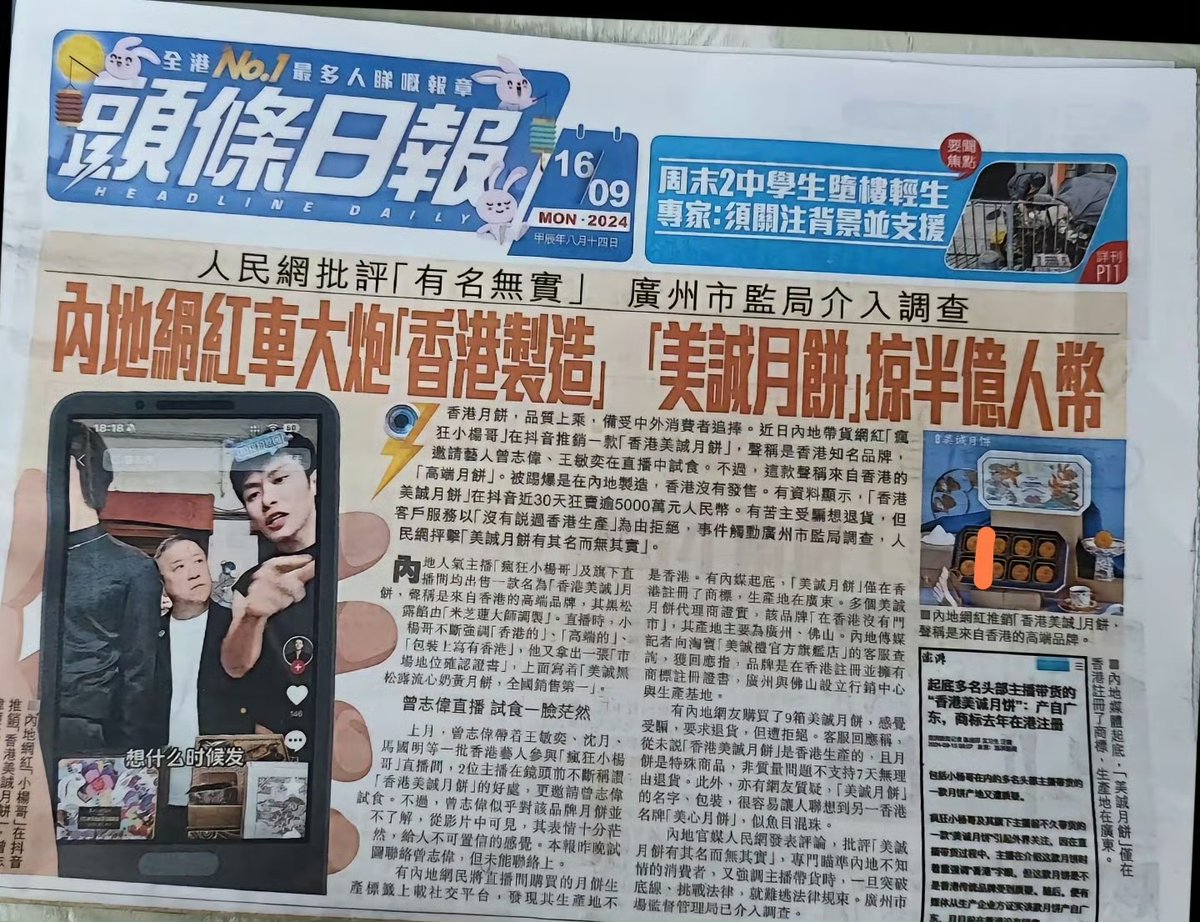 全港No.1最多人睇嘅報章
頭條日報
HEADLINE DAILY
16/09
MON·2024
甲辰年八月十四日
要聞焦點
周末2中學生墮樓輕生
專家:須關注背景並支援
詳刊
P11
人民網批評「有名無實」 廣州市監局介入調查
內地網紅車大炮「香港製造」 「美誠月餅」掠半億人幣
香港月餅，品質上乘，備受中外消費者追捧。近日內地帶貨網紅「瘋
狂小楊哥」在抖音推銷一款「香港美誠月餅」，聲稱是香港知名品牌，
邀請藝人曾志偉、王敏奕在直播中試食。不過，這款聲稱來自香港的
「高端月餅」。被踢爆是在內地製造，香港沒有發售。有資料顯示，「香港
美誠月餅」在抖音近30天狂賣逾5000萬元人民幣。有苦主受騙想退貨，但
客戶服務以「沒有説過香港生產」為由拒絕，事件觸動廣州市監局調查，人
民網抨擊「美誠月餅有其名而無其實」。
內地人氣主播「瘋狂小楊哥」及旗下直
播間均出售一款名為「香港美誠」月
餅，聲稱是來自香港的高端品牌，其黑松
露餡由「米芝蓮大師調製」。直播時，小
楊哥不斷強調「香港的」、「高端的」、
「包裝上寫有香港」，他又拿出一張「市
場地位確認證書」，上面寫着「美誠黑
松露流心奶黃月餅，全國銷售第一」。
曾志偉直播 試食一臉茫然
上月，曾志偉帶着王敏奕、沈月、
馬國明等一批香港藝人參與「瘋狂小楊
哥」直播間，2位主播在鏡頭前不斷稱讚
「香港美誠月餅」的好處，更邀請曾志偉
試食。不過，曾志偉似乎對該品牌月餅並
不了解，從影片中可見，其表情十分茫
然，給人不可置信的感覺。本報昨晚試
圖聯絡曾志偉，但未能聯絡上。
有內地網民將直播間購買的月餅生
產標籤上載社交平台，發現其生產地不
是香港。有內媒起底，「美誠月餅」僅在香
港註冊了商標，生產地在廣東。多個美誠
月餅代理商證實，該品牌「在香港沒有門
市」，其產地主要為廣州、佛山。內地傳媒
記者向淘寶「美誠禮官方旗艦店」的客服查
詢，獲回應指，品牌是在香港註冊並擁有
商標註冊證書，廣州與佛山設立行銷中心
與生產基地。
有內地網友購買了9箱美誠月餅，感覺
受騙，要求退貨，但遭拒絕。客服回應稱，
從未説「香港美誠月餅」是香港生產的，且月
餅是特殊商品，非質量問題不支持7天無理
由退貨。此外，亦有網友質疑，「美誠月餅」
的名字、包裝，很容易讓人聯想到另一香港
名牌「美心月餅」，似魚目混珠。
內地官媒人民網發表評論，批評「美誠
月餅有其名而無其實」，專門瞄準內地不知
情的消費者，又強調主播帶貨時，一旦突破
底線、挑戰法律，就難逃法律規束。廣州市
場監督管理局已介入調查。
18:18
146
想什么时候发
美誠月餅
■內地網紅推銷「香港美誠」月餅，
聲稱是來自香港的高端品牌。
澎湃
起底多名头部主播带货的
“香港美诚月饼”：产自广
东，商标去年在港注册
包括小杨哥在内的多名头部主播带货的
一款月饼产地又遭质疑。
■內地媒體起底，「美誠月餅」僅在
香港註冊了商標，生產地在廣東。
■內地網紅「小楊哥」在抖音
推銷「香港美誠月餅」，曾志